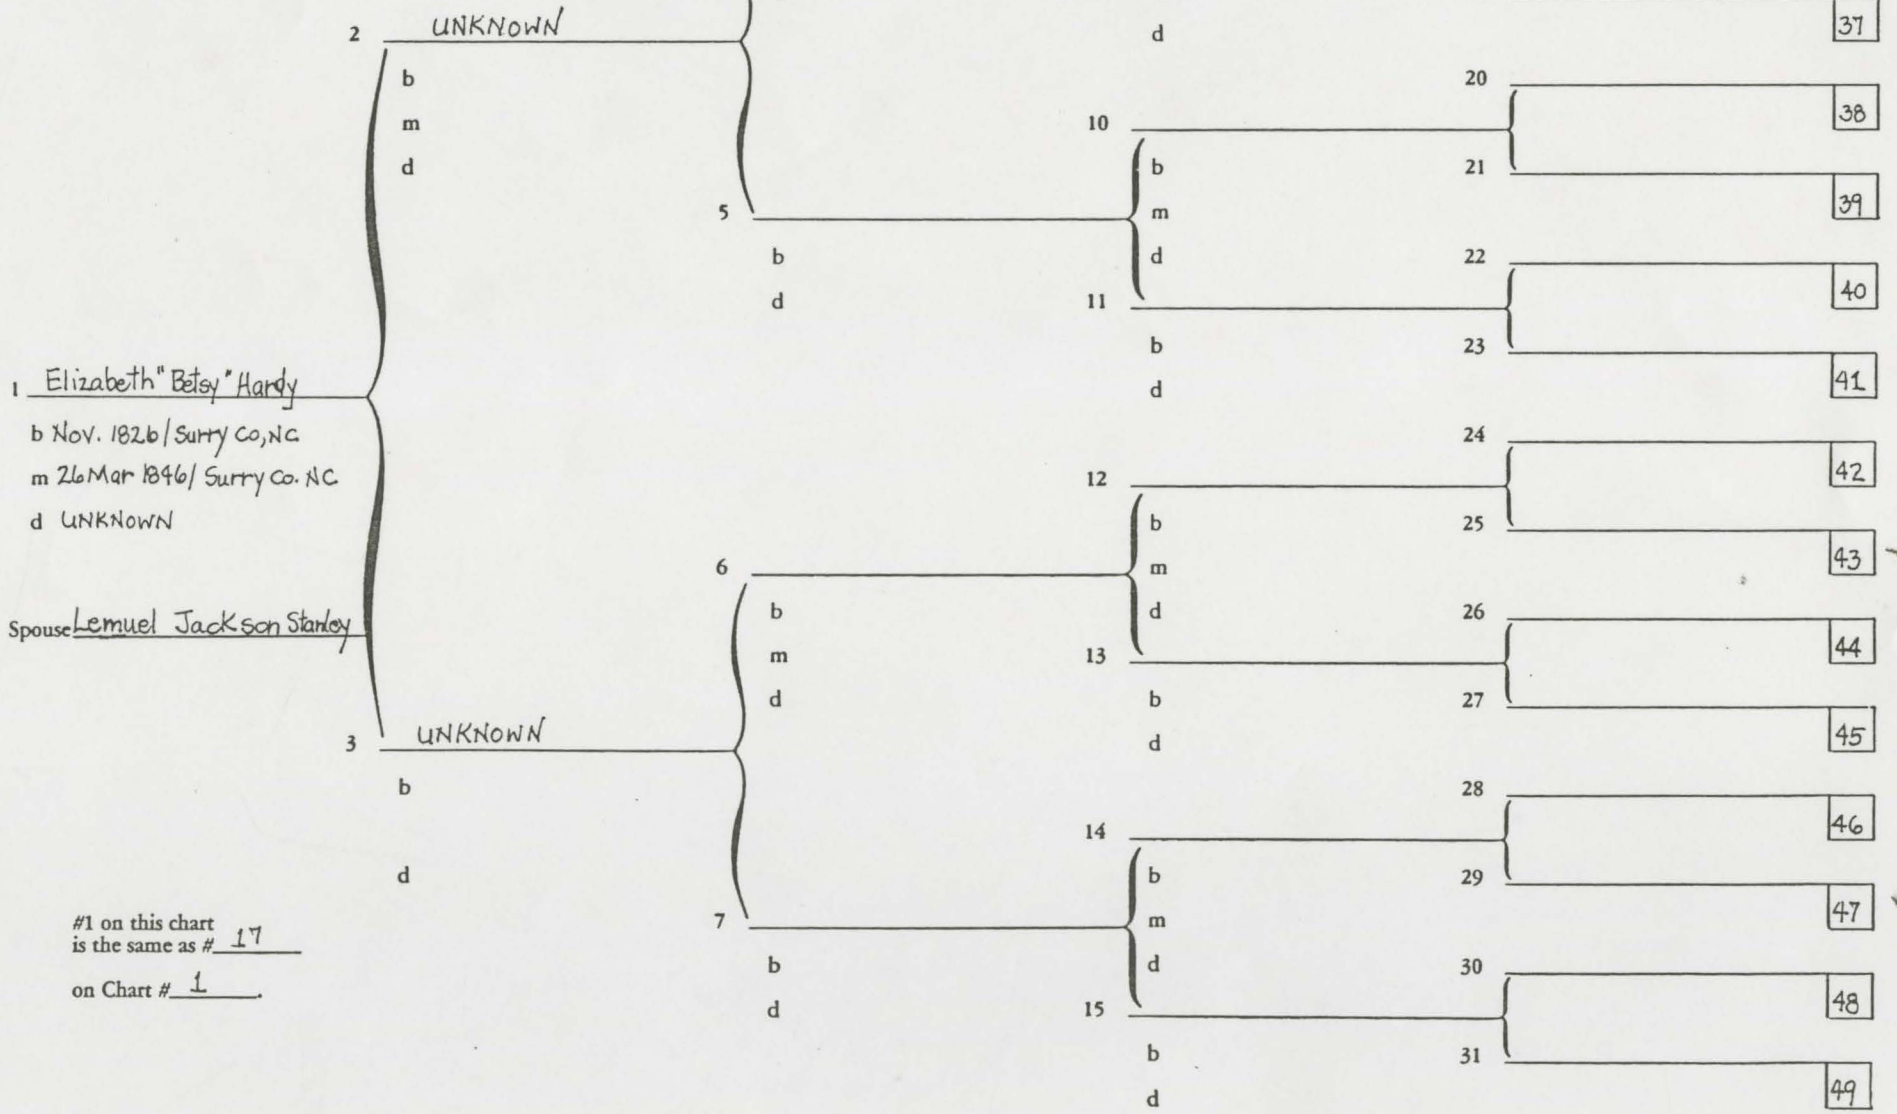 2 UNKNOWN
b
m
d
1 Elizabeth "Betsy" Hardy
b Nov. 1826/Surry Co, NC
m 26 Mar 1846/ Surry Co. NC
d UNKNOWN
Spouse Lemuel Jackson Stanley
3 UNKNOWN
b
d
#1 on this chart
is the same as # 17
on Chart # 1.
5
b
d
6
b
m
d
7
b
d
d
10
b
m
d
11
b
d
12
b
m
d
13
b
d
14
b
m
d
15
b
d
37
20
38
21
39
22
40
23
41
24
42
25
43
26
44
27
45
28
46
29
47
30
48
31
49